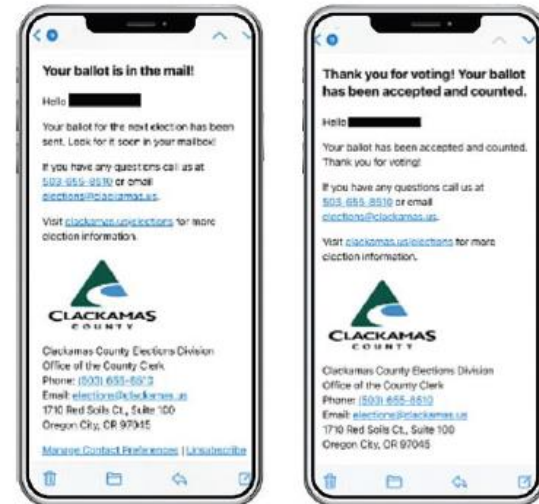 Your ballot is in the mail!
Hello
Your ballot for the next election has been
sent. Look for it soon in your mailbox!
If you have any questions call us at
503-655-8510 or email
elections@clackamas.us.
Visit clackamas.us/elections for more
election information.
CLACKAMAS
COUNTY
Clackamas County Elections Division
Office of the County Clerk
Phone: (503) 655-8510
Email: elections@clackamas.us
1710 Red Soils Ct., Suite 100
Oregon City, OR 97045
Manage Contact Preferences | Unsubscribe
Thank you for voting! Your ballot
has been accepted and counted.
Hello
Your ballot has been accepted and counted.
Thank you for voting!
If you have any questions call us at
503-655-8510 or email
elections@clackamas.us.
Visit clackamas.us/elections for more
election information.
CLACKAMAS
COUNTY
Clackamas County Elections Division
Office of the County Clerk
Phone: (503) 655-8510
Email: elections@clackamas.us
1710 Red Soils Ct., Suite 100
Oregon City, OR 97045